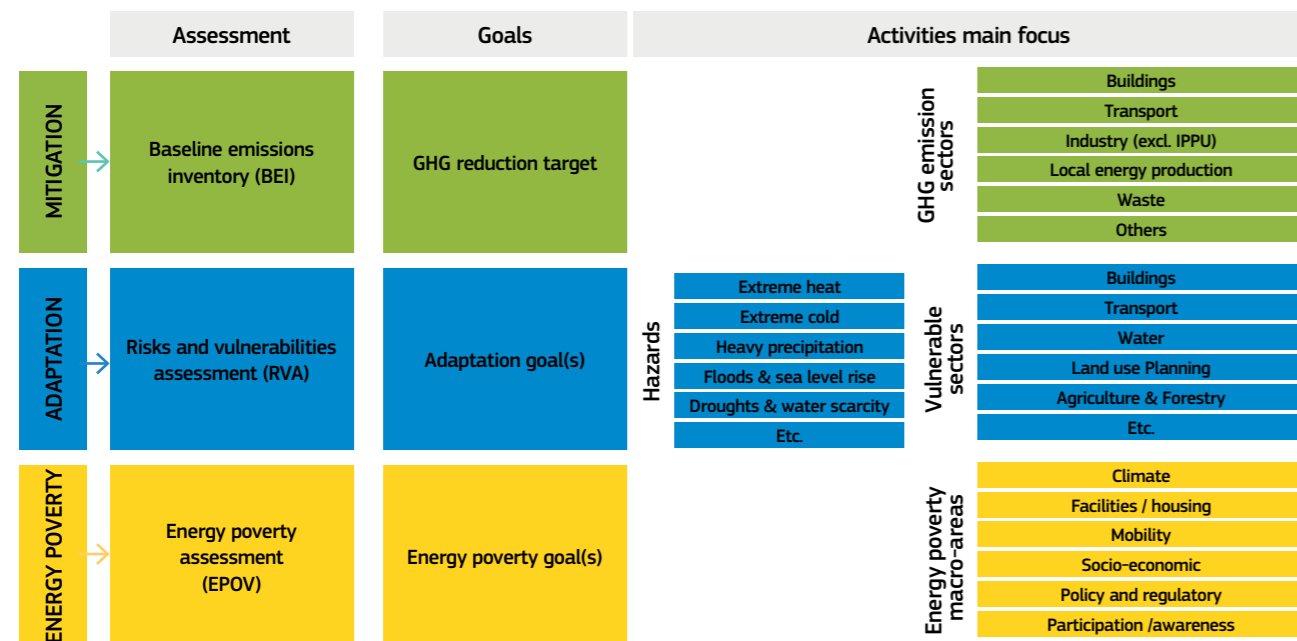 Assessment
Goals
Activities main focus
MITIGATION
Baseline emissions
inventory (BEI)
GHG reduction target
GHG emission
sectors
Buildings
Transport
Industry (excl. IPPU)
Local energy production
Waste
Others
ADAPTATION
Risks and vulnerabilities
assessment (RVA)
Adaptation goal(s)
Hazards
Extreme heat
Extreme cold
Heavy precipitation
Floods & sea level rise
Droughts & water scarcity
Etc.
Vulnerable
sectors
Buildings
Transport
Water
Land use Planning
Agriculture & Forestry
Etc.
ENERGY POVERTY
Energy poverty
assessment
(EPOV)
Energy poverty goal(s)
Energy poverty
macro-areas
Climate
Facilities / housing
Mobility
Socio-economic
Policy and regulatory
Participation /awareness